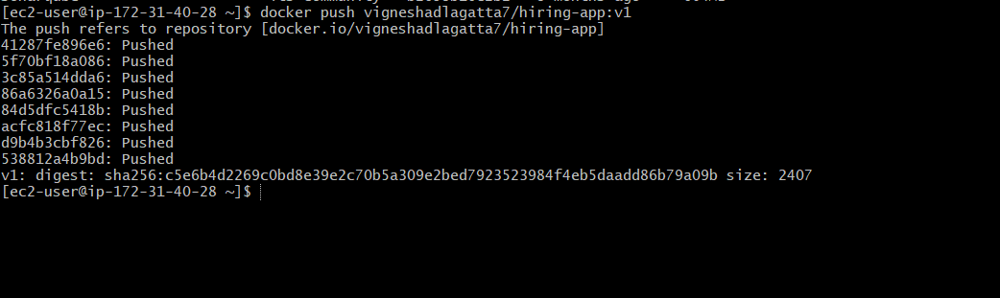 [ec2-user@ip-172-31-40-28 ~]$ docker push vigneshadlagatta7/hiring-app:v1
The push refers to repository [docker.io/vigneshadlagatta7/hiring-app]
41287fe896e6: Pushed
5f70bf18a086: Pushed
3c85a514dda6: Pushed
86a6326a0a15: Pushed
84d5dfc5418b: Pushed
acfc818f77ec: Pushed
d9b4b3cbf826: Pushed
538812a4b9bd: Pushed
v1: digest: sha256:c5e6b4d2269c0bd8e39e2c70b5a309e2bed7923523984f4eb5daadd86b79a09b size: 2407
[ec2-user@ip-172-31-40-28 ~]$